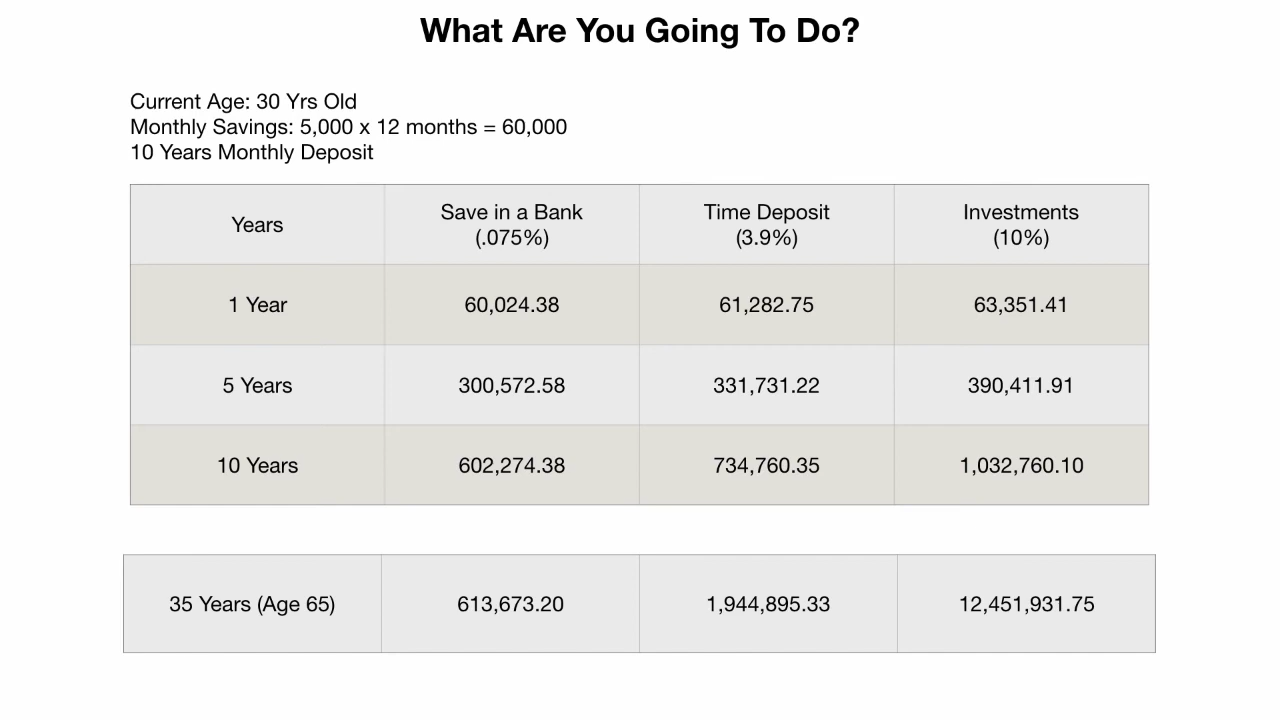 What Are You Going To Do?
Current Age: 30 Yrs Old
Monthly Savings: 5,000 x 12 months = 60,000
10 Years Monthly Deposit
Years
Save in a Bank
(.075%)
Time Deposit
(3.9%)
Investments
(10%)
1 Year
60,024.38
61,282.75
63,351.41
5 Years
300,572.58
331,731.22
390,411.91
10 Years
602,274.38
734,760.35
1,032,760.10
35 Years (Age 65)
613,673.20
1,944,895.33
12,451,931.75